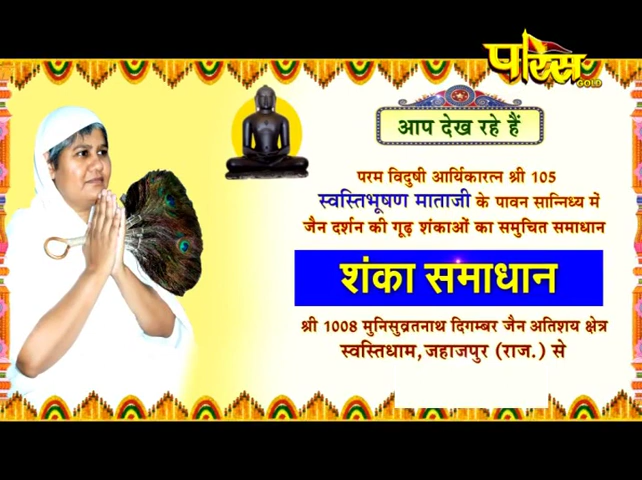 पारस
GOLD
आप देख रहे हैं
परम विदुषी आर्यिकारत्न श्री 105
स्वस्तिभूषण माताजी के पावन सान्निध्य में
जैन दर्शन की गूढ़ शंकाओं का समुचित समाधान
शंका समाधान
श्री 1008 मुनिसुव्रतनाथ दिगम्बर जैन अतिशय क्षेत्र
स्वस्तिधाम, जहाजपुर (राज.) से